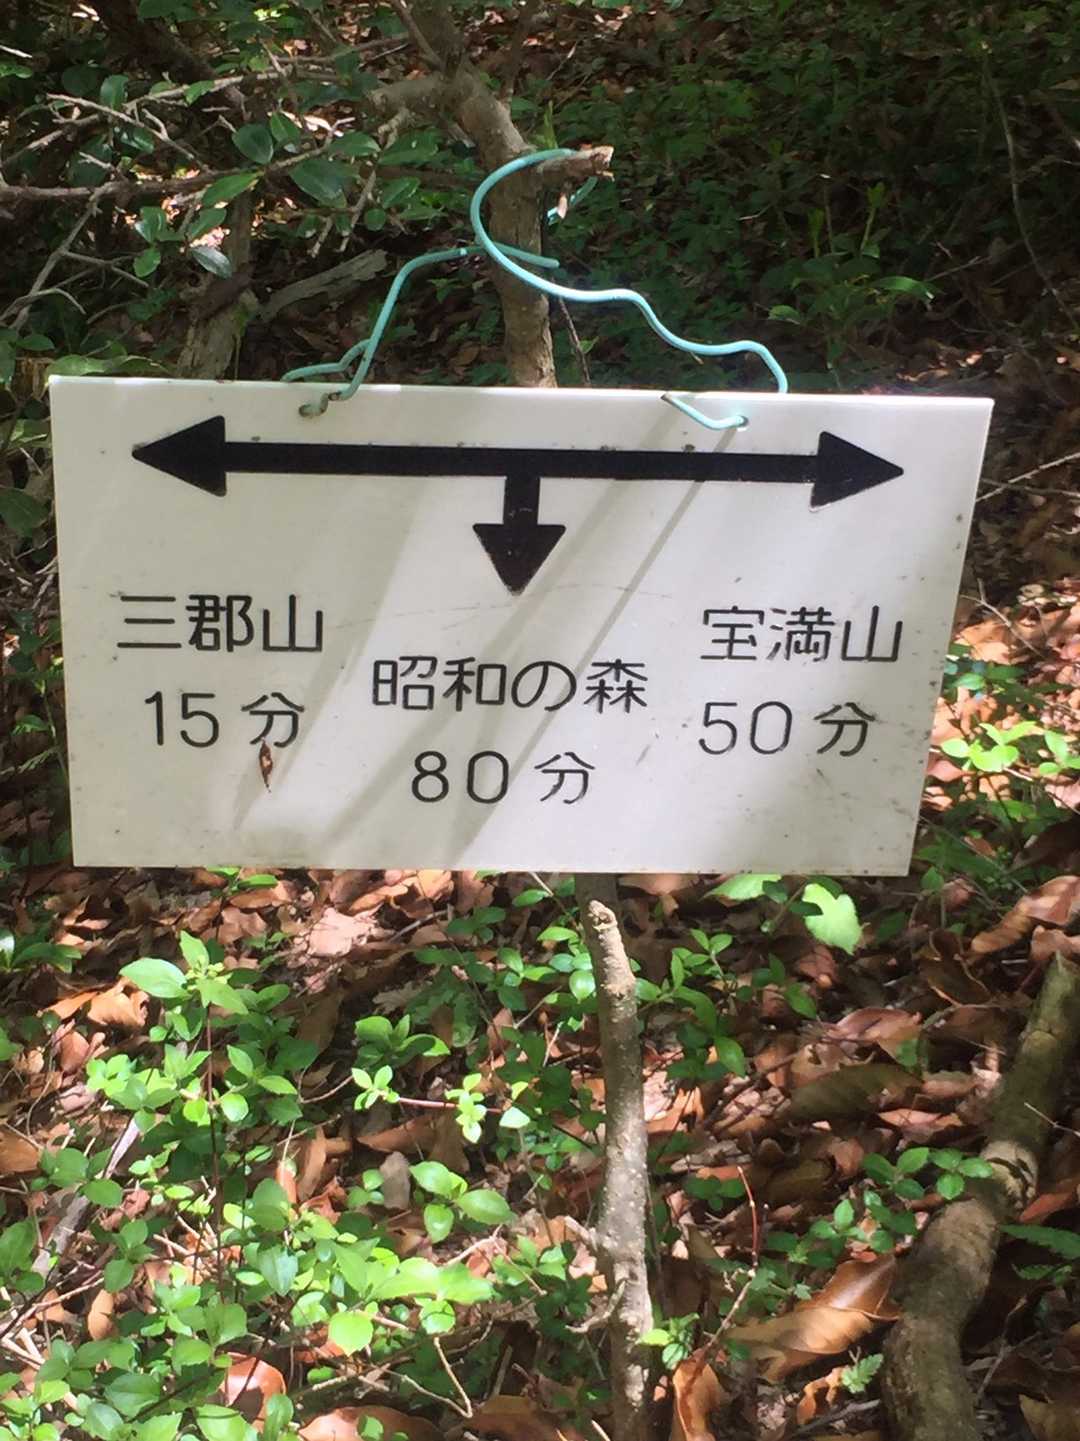 三郡山
15分
昭和の森
80分
宝満山
50分